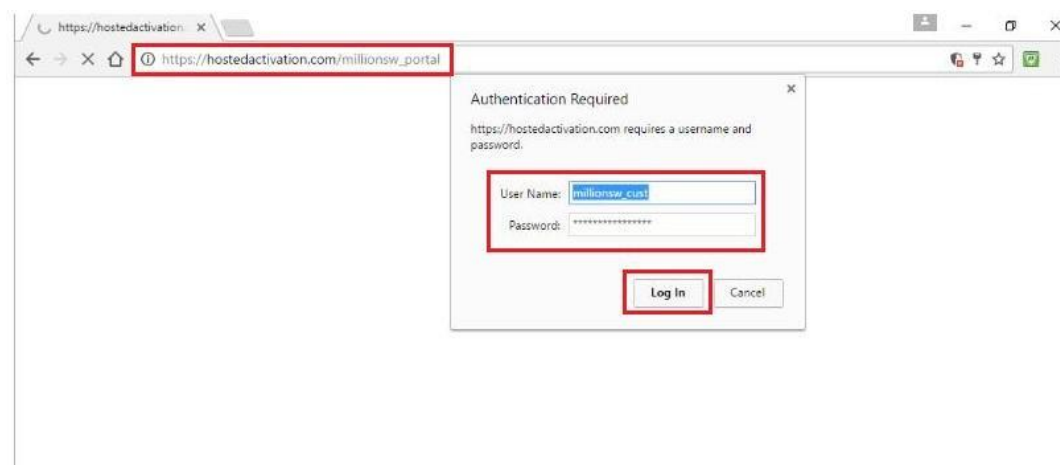 https://hostedactivation
https://hostedactivation.com/millionsw_portal
Authentication Required
https://hostedactivation.com requires a username and
password.
User Name: millionsw_cust
Password: ****************
Log In Cancel